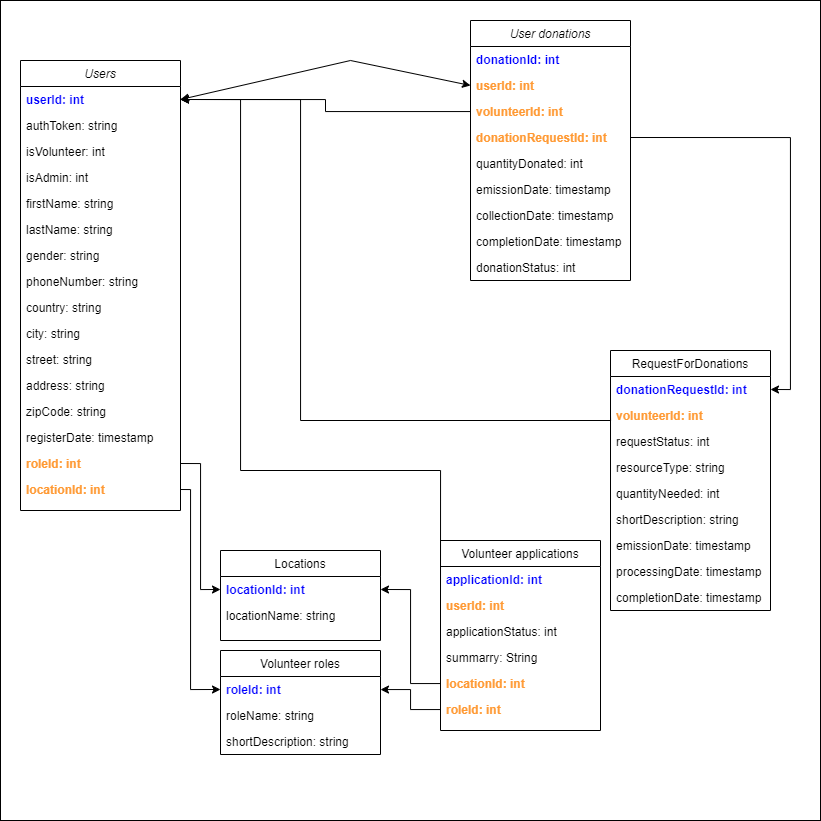 Users
userId: int
authToken: string
isVolunteer: int
isAdmin: int
firstName: string
lastName: string
gender: string
phoneNumber: string
country: string
city: string
street: string
address: string
zipCode: string
registerDate: timestamp
roleId: int
locationId: int
User donations
donationId: int
userId: int
volunteerId: int
donationRequestId: int
quantityDonated: int
emissionDate: timestamp
collectionDate: timestamp
completionDate: timestamp
donationStatus: int
RequestForDonations
donationRequestId: int
volunteerId: int
requestStatus: int
resourceType: string
quantityNeeded: int
shortDescription: string
emissionDate: timestamp
processingDate: timestamp
completionDate: timestamp
Locations
locationId: int
locationName: string
Volunteer roles
roleId: int
roleName: string
shortDescription: string
Volunteer applications
applicationId: int
userId: int
applicationStatus: int
summarry: String
locationId: int
roleId: int